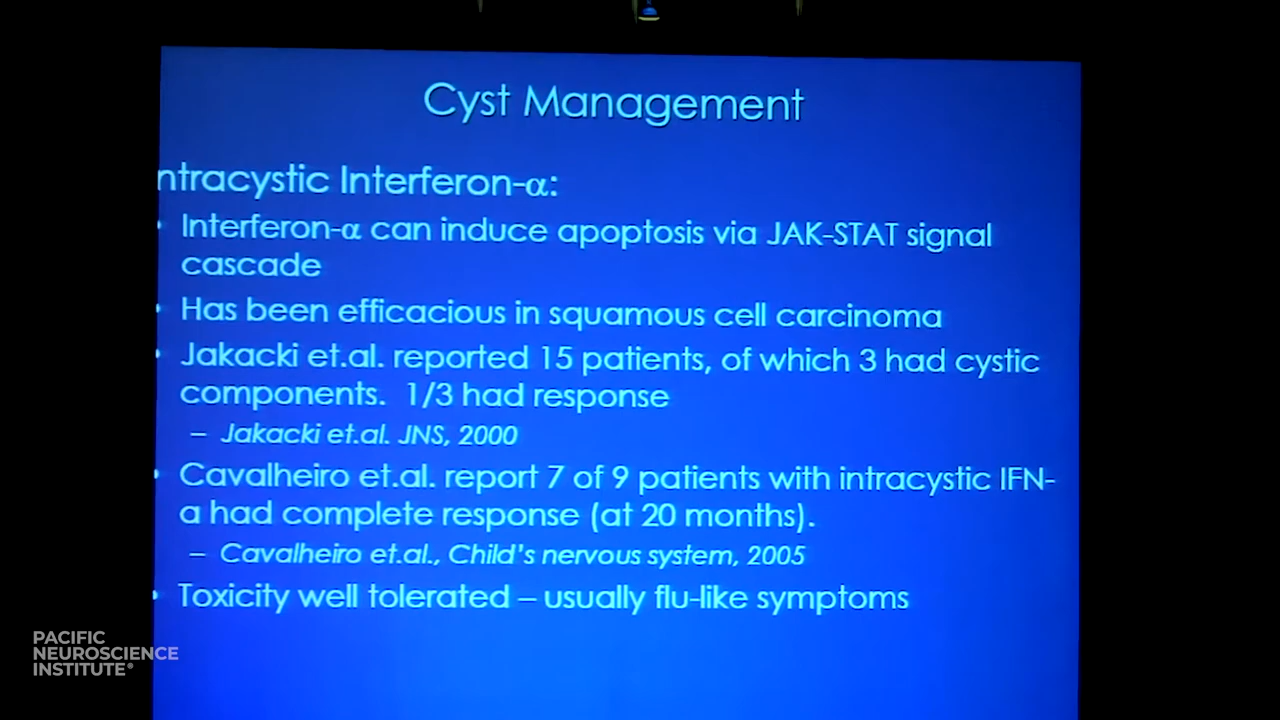 Cyst Management
ntracystic Interferon-α:
• Interferon-α can induce apoptosis via JAK-STAT signal
cascade
• Has been efficacious in squamous cell carcinoma
• Jakacki et.al. reported 15 patients, of which 3 had cystic
components. 1/3 had response
– Jakacki et.al. JNS, 2000
• Cavalheiro et.al. report 7 of 9 patients with intracystic IFN-
a had complete response (at 20 months).
– Cavalheiro et.al., Child's nervous system, 2005
• Toxicity well tolerated – usually flu-like symptoms
PACIFIC
NEUROSCIENCE
INSTITUTE®